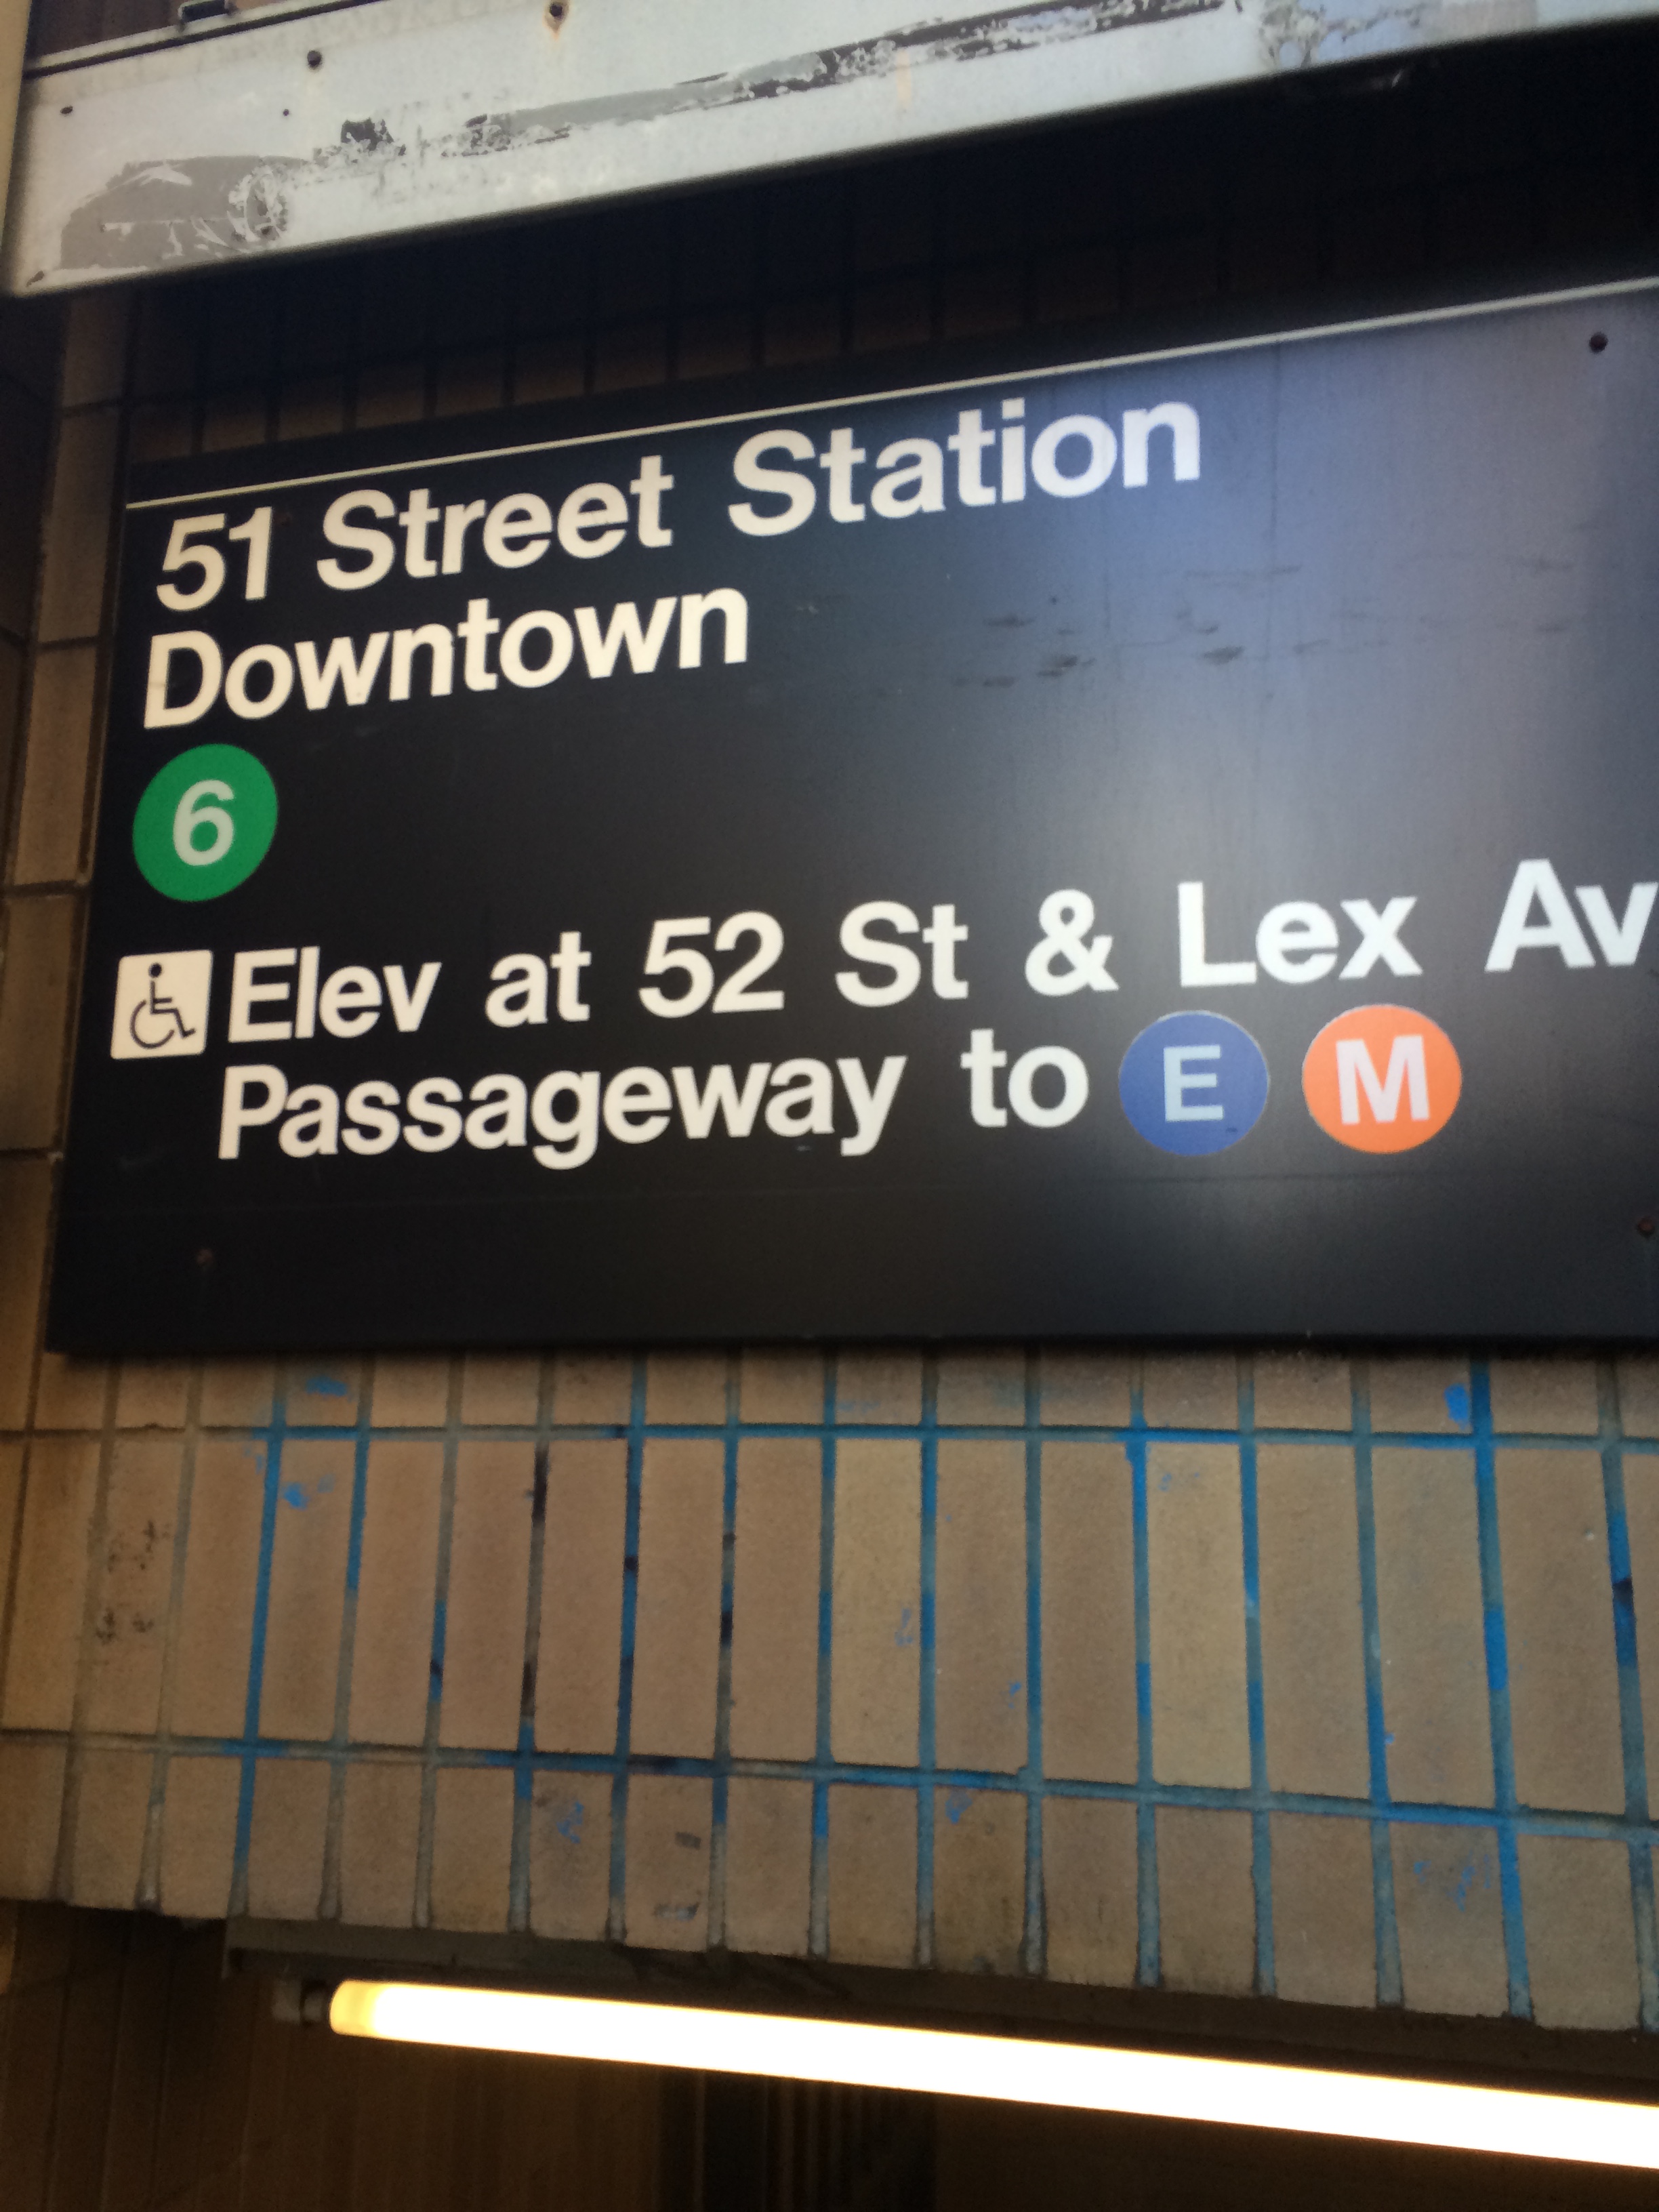 51 Street Station
Downtown
6
Elev at 52 St & Lex Av
Passageway to E M